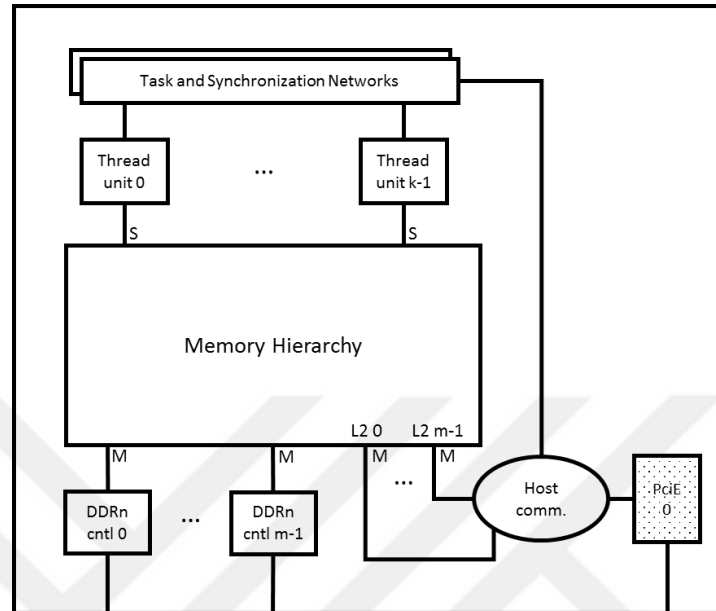 Task and Synchronization Networks
Thread
unit 0
...
Thread
unit k-1
S
S
Memory Hierarchy
L2 0
L2 m-1
M
M
M
...
M
DDRn
cntl 0
...
DDRn
cntl m-1
Host
comm.
PciE
0